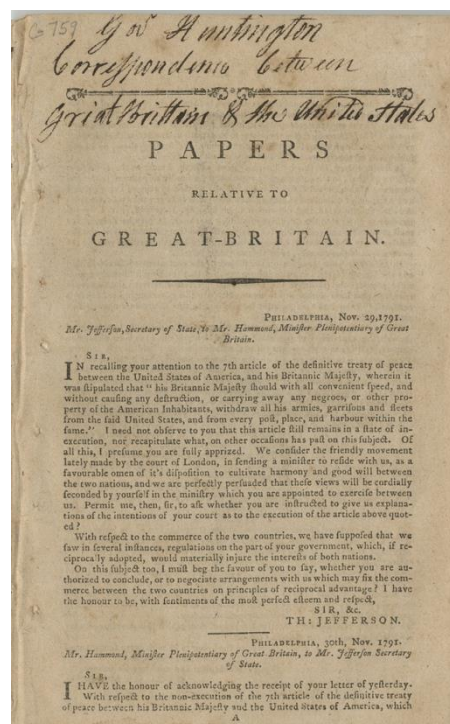 Co 759
Gov Huntington
Correspondence between
Great Brittain & the United States
PAPERS
RELATIVE TO
GREAT-BRITAIN.
PHILADELPHIA, Nov. 29, 1791.
Mr. Jefferſon, Secretary of State, to Mr. Hammond, Miniſter Plenipotentiary of Great
Britain.
SIR,
IN recalling your attention to the 7th article of the definitive treaty of peace
between the United States of America, and his Britannic Majeſty, wherein it
was ſtipulated that " his Britannic Majeſty ſhould with all convenient ſpeed, and
without cauſing any deſtruction, or carrying away any negroes, or other pro-
perty of the American Inhabitants, withdraw all his armies, garriſons and fleets
from the ſaid United States, and from every poſt, place, and harbour within the
ſame." I need not obſerve to you that this article ſtill remains in a ſtate of in-
execution, nor recapitulate what, on other occaſions has paſt on this ſubject. Of
all this, I preſume you are fully apprized. We conſider the friendly movement
lately made by the court of London, in ſending a miniſter to reſide with us, as a
favourable omen of it's diſpoſition to cultivate harmony and good will between
the two nations, and we are perfectly perſuaded that theſe views will be cordially
ſeconded by yourſelf in the miniſtry which you are appointed to exerciſe between
us. Permit me, then, ſir, to aſk whether you are inſtructed to give us explana-
tions of the intentions of your court as to the execution of the article above quot-
ed ?
With reſpect to the commerce of the two countries, we have ſuppoſed that we
ſaw in ſeveral inſtances, regulations on the part of your government, which, if re-
ciprocally adopted, would materially injure the intereſts of both nations.
On this ſubject too, I muſt beg the favour of you to ſay, whether you are au-
thorized to conclude, or to negociate arrangements with us which may fix the com-
merce between the two countries on principles of reciprocal advantage? I have
the honour to be, with ſentiments of the moſt perfect eſteem and reſpect,
SIR, &c.
TH: JEFFERSON.
PHILADELPHIA, 30th, Nov. 1791.
Mr. Hammond, Miniſter Plenipotentiary of Great Britain, to Mr. Jefferſon Secretary
of State.
SIR,
I HAVE the honour of acknowledging the receipt of your letter of yeſterday.
With reſpect to the non-execution of the 7th article of the definitive treaty
of peace between his Britannic Majeſty and the United States of America, which
A